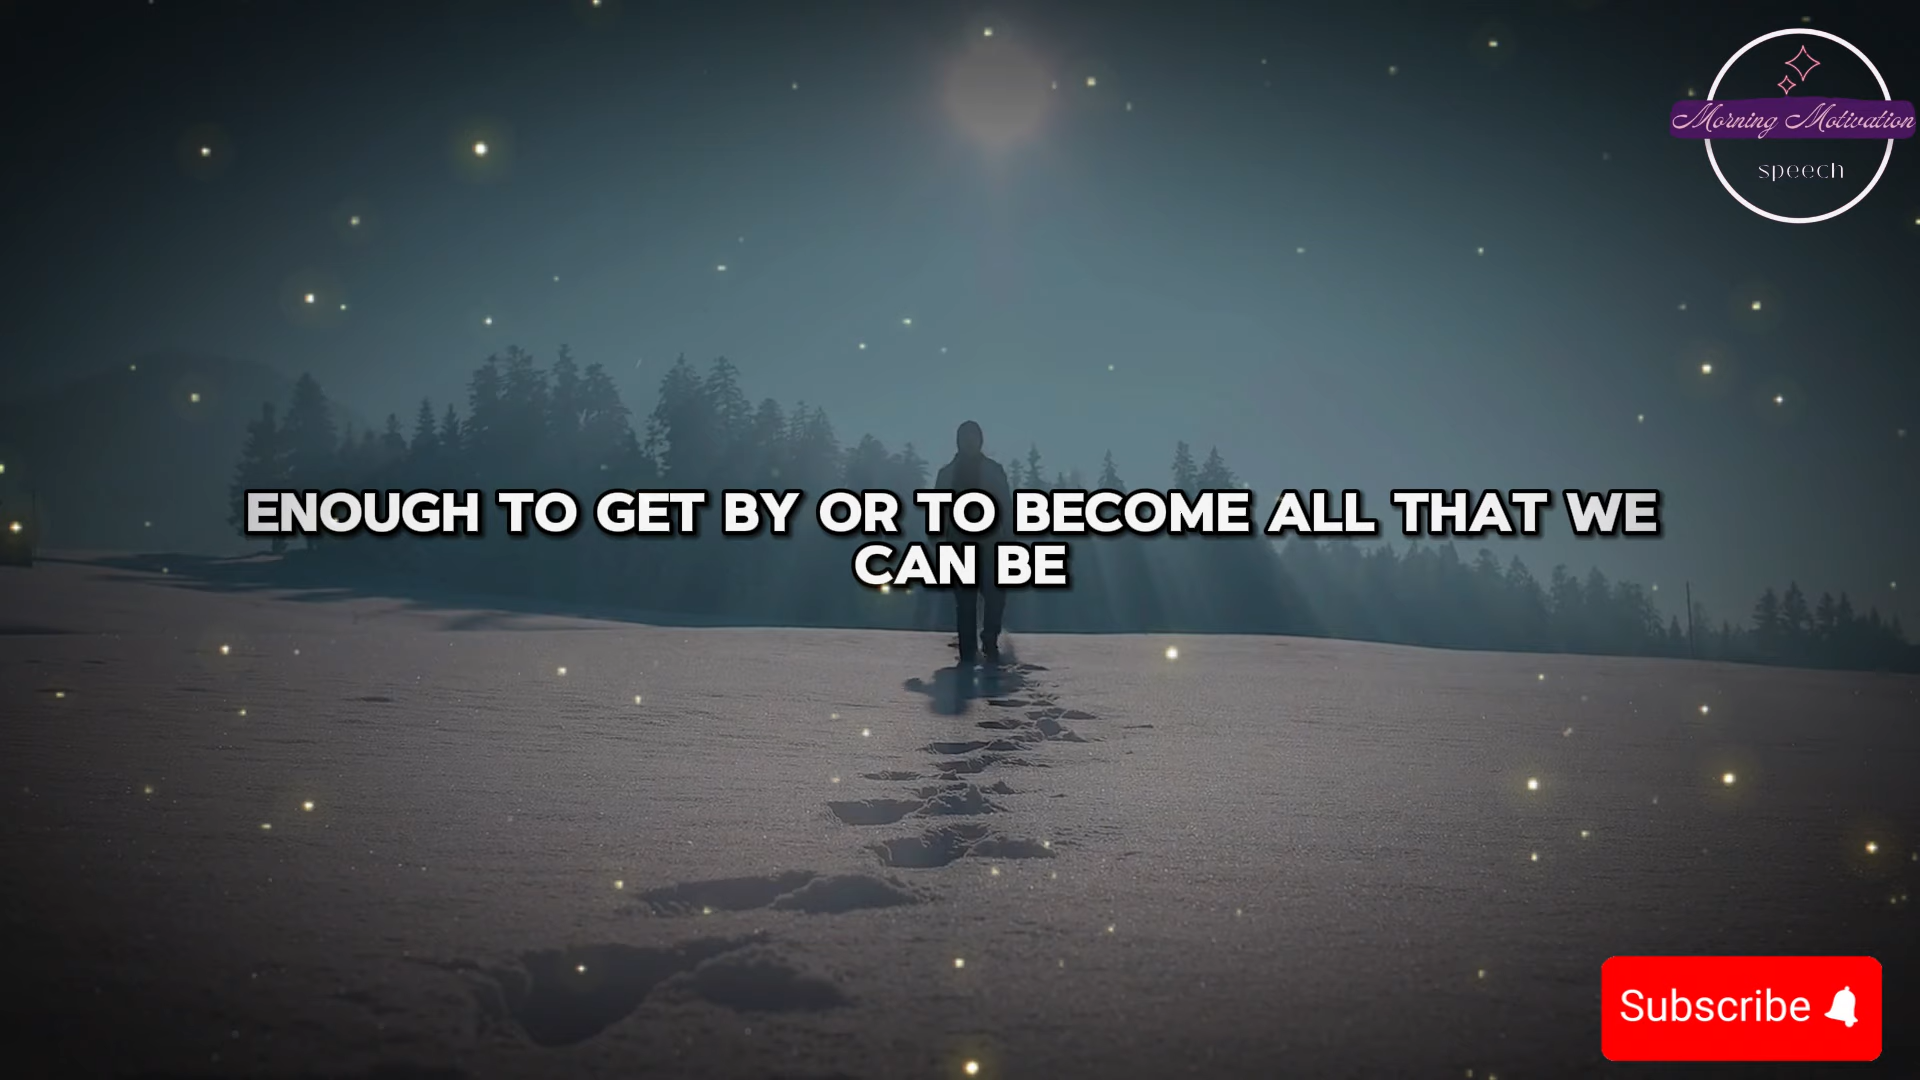 Morning Motivation
speech
ENOUGH TO GET BY OR TO BECOME ALL THAT WE
CAN BE
Subscribe